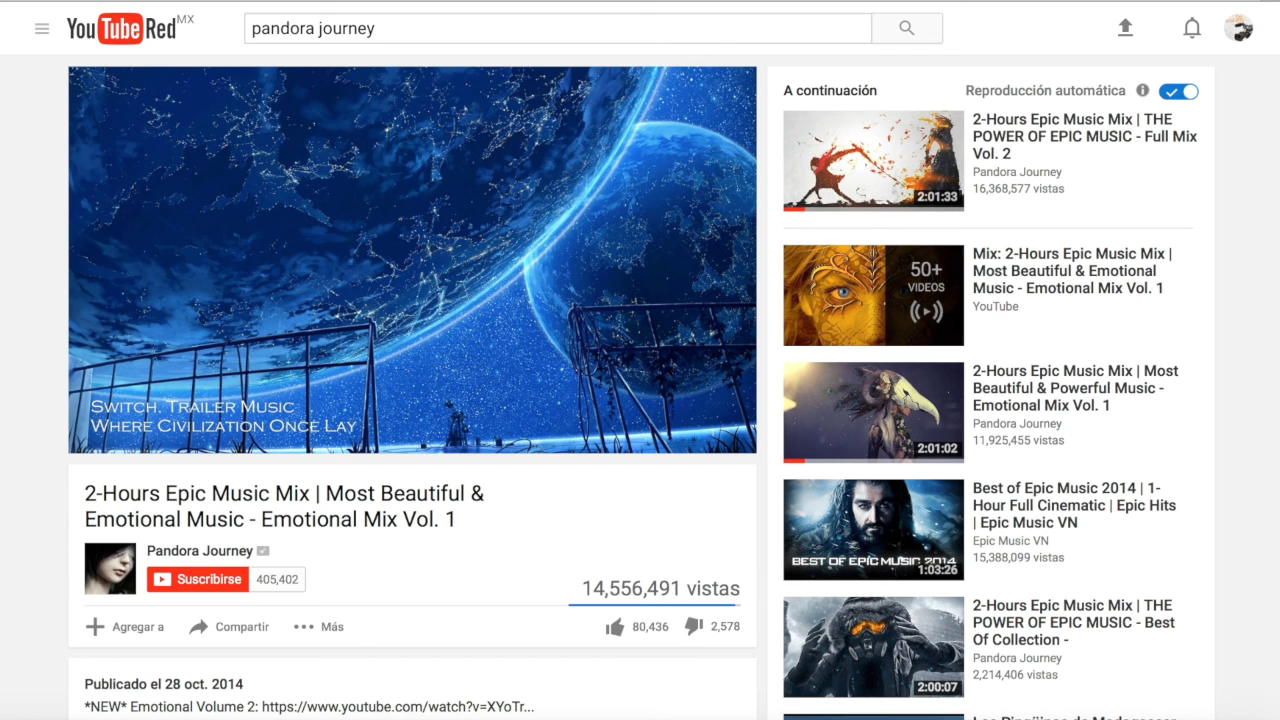 YouTube Red MX
pandora journey
SWITCH. TRAILER MUSIC
WHERE CIVILIZATION ONCE LAY
2-Hours Epic Music Mix | Most Beautiful &
Emotional Music - Emotional Mix Vol. 1
Pandora Journey
Suscribirse 405,402
14,556,491 vistas
Agregar a Compartir Más 80,436 2,578
Publicado el 28 oct. 2014
*NEW* Emotional Volume 2: https://www.youtube.com/watch?v=XYoTr...
A continuación Reproducción automática
2:01:33
2-Hours Epic Music Mix | THE
POWER OF EPIC MUSIC - Full Mix
Vol. 2
Pandora Journey
16,368,577 vistas
50+
VIDEOS
Mix: 2-Hours Epic Music Mix |
Most Beautiful & Emotional
Music - Emotional Mix Vol. 1
YouTube
2:01:02
2-Hours Epic Music Mix | Most
Beautiful & Powerful Music -
Emotional Mix Vol. 1
Pandora Journey
11,925,455 vistas
BEST OF EPIC MUSIC 2014
1:03:26
Best of Epic Music 2014 | 1-
Hour Full Cinematic | Epic Hits
| Epic Music VN
Epic Music VN
15,388,099 vistas
2:00:07
2-Hours Epic Music Mix | THE
POWER OF EPIC MUSIC - Best
Of Collection -
Pandora Journey
2,214,406 vistas
Los Pingüinos de Madagascar